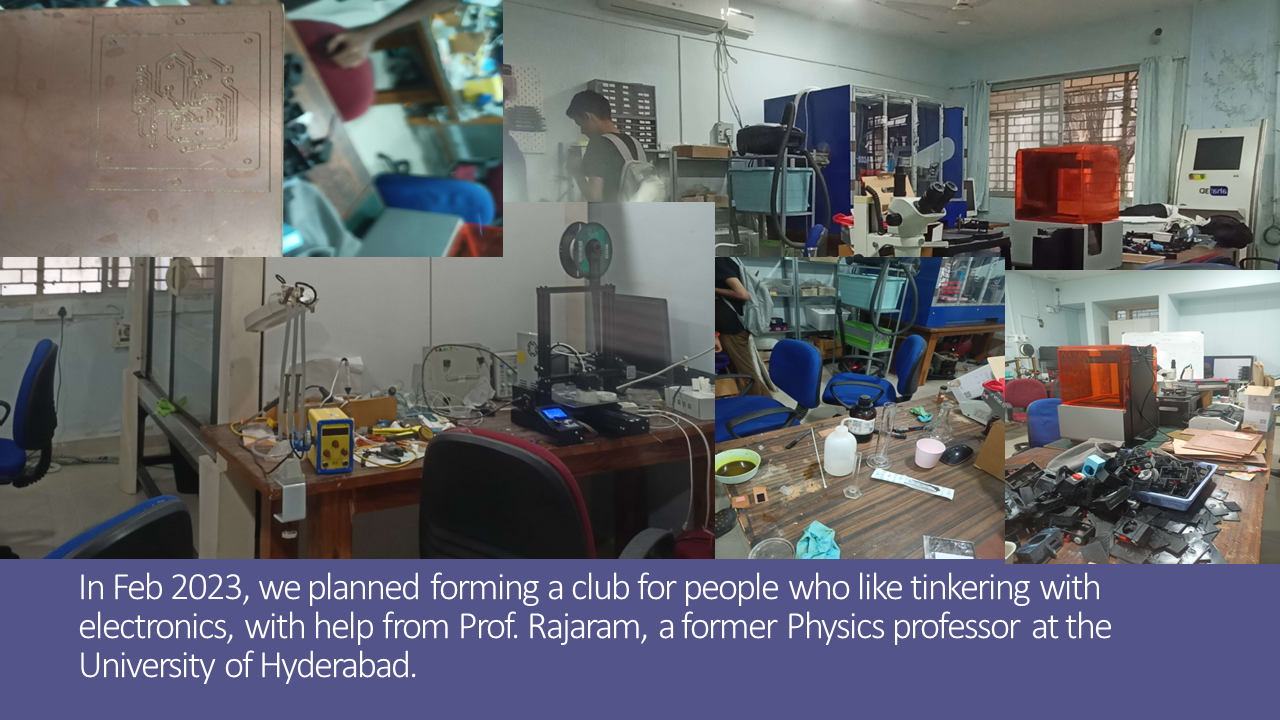 In Feb 2023, we planned forming a club for people who like tinkering with
electronics, with help from Prof. Rajaram, a former Physics professor at the
University of Hyderabad.